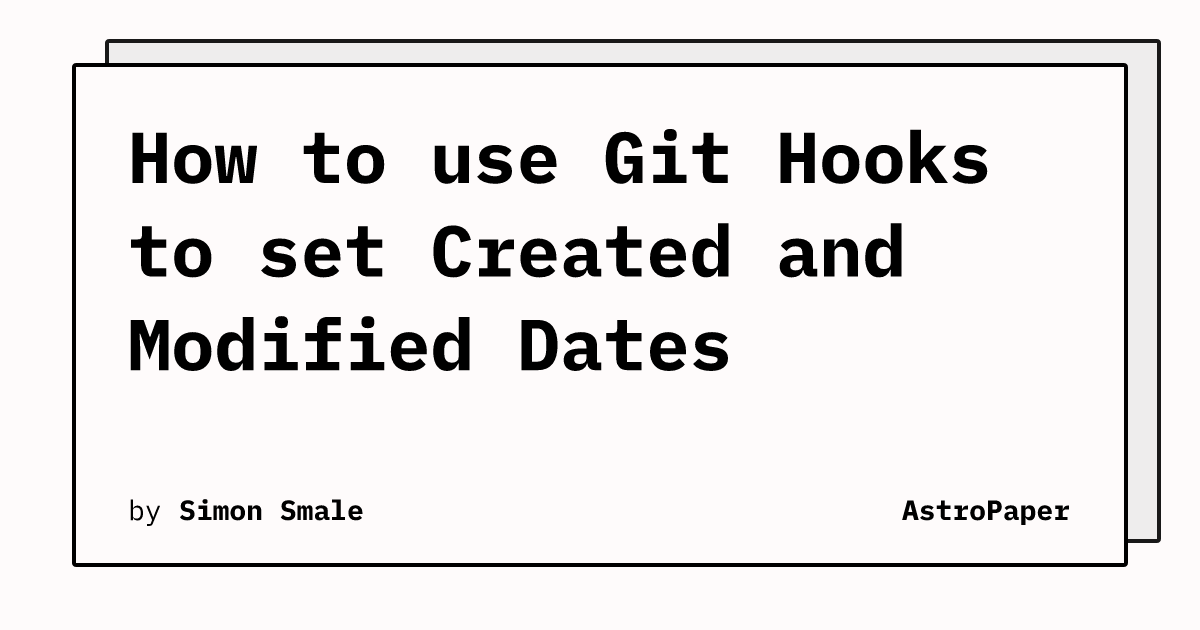 How to use Git Hooks
to set Created and
Modified Dates
by Simon Smale
AstroPaper